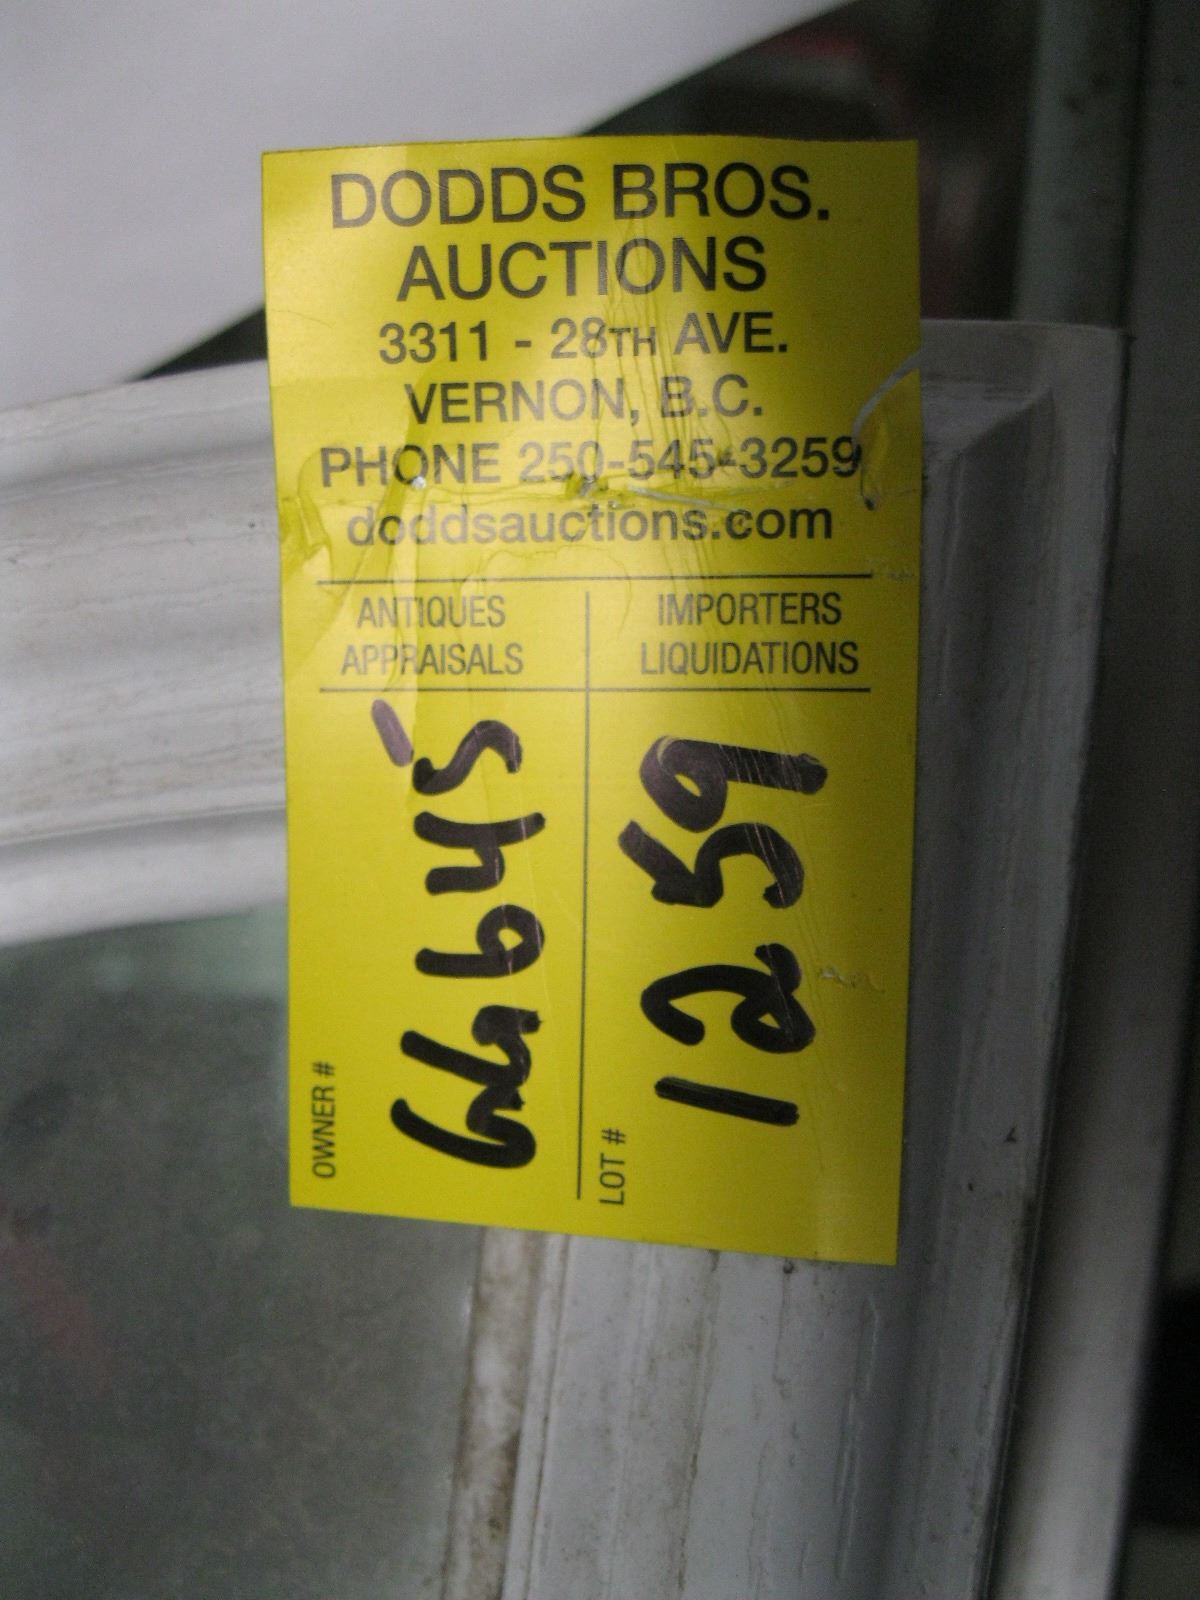 DODDS BROS.
AUCTIONS
3311 - 28TH AVE.
VERNON, B.C.
PHONE 250-545-3259
doddsauctions.com
ANTIQUES
APPRAISALS
IMPORTERS
LIQUIDATIONS
OWNER #
66645
LOT #
1259